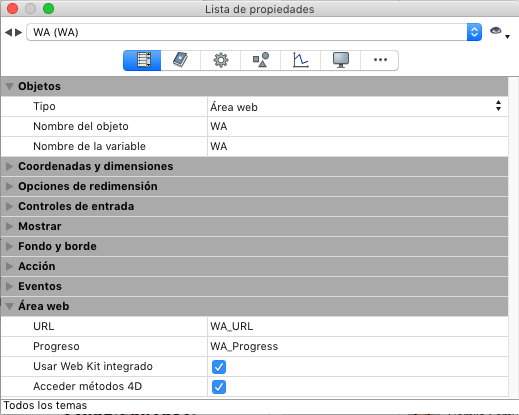 Lista de propiedades
WA (WA)
Objetos
Tipo Área web
Nombre del objeto WA
Nombre de la variable WA
Coordenadas y dimensiones
Opciones de redimensión
Controles de entrada
Mostrar
Fondo y borde
Acción
Eventos
Área web
URL WA_URL
Progreso WA_Progress
Usar Web Kit integrado
Acceder métodos 4D
Todos los temas